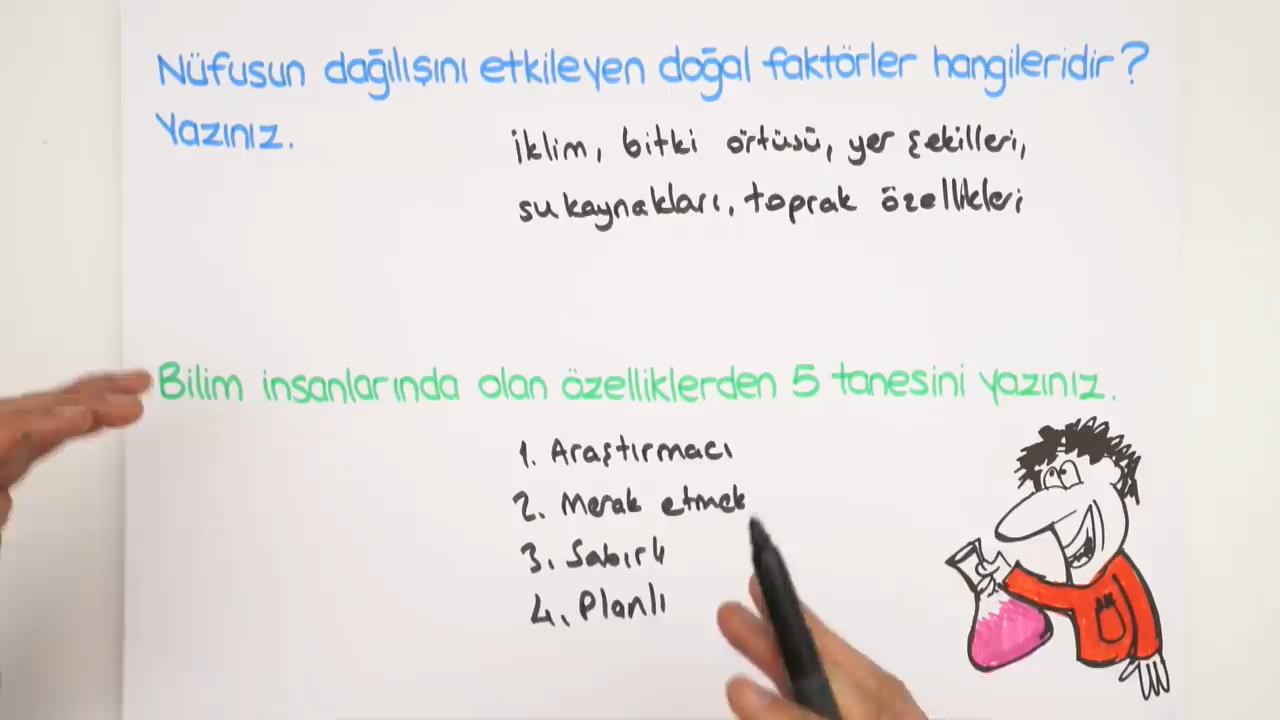 Nüfusun dağılışını etkileyen doğal faktörler hangileridir?
Yazınız.
iklim, bitki örtüsü, yer şekilleri,
su kaynakları, toprak özellikleri
Bilim insanlarında olan özelliklerden 5 tanesini yazınız.
1. Araştırmacı
2. Merak etmek
3. Sabırlı
4. Planlı